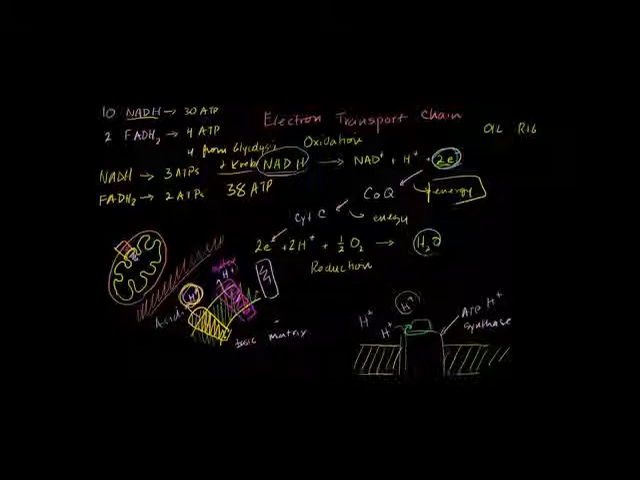 10 NADH → 30 ATP
2 FADH₂ → 4 ATP
4 from Glycolysis
+ Krebs
38 ATP
NADH → 3 ATPs
FADH₂ → 2 ATPs
Electron Transport Chain
OIL RIG
Oxidation
NADH → NAD⁺ + H⁺ + 2e⁻
energy
CoQ
energy
Cyt C
2e⁻ + 2H⁺ + ½ O₂ → H₂O
Reduction
H⁺
H⁺
Acidic
matrix
H⁺
H⁺
H⁺
H⁺
ATP H⁺
synthase